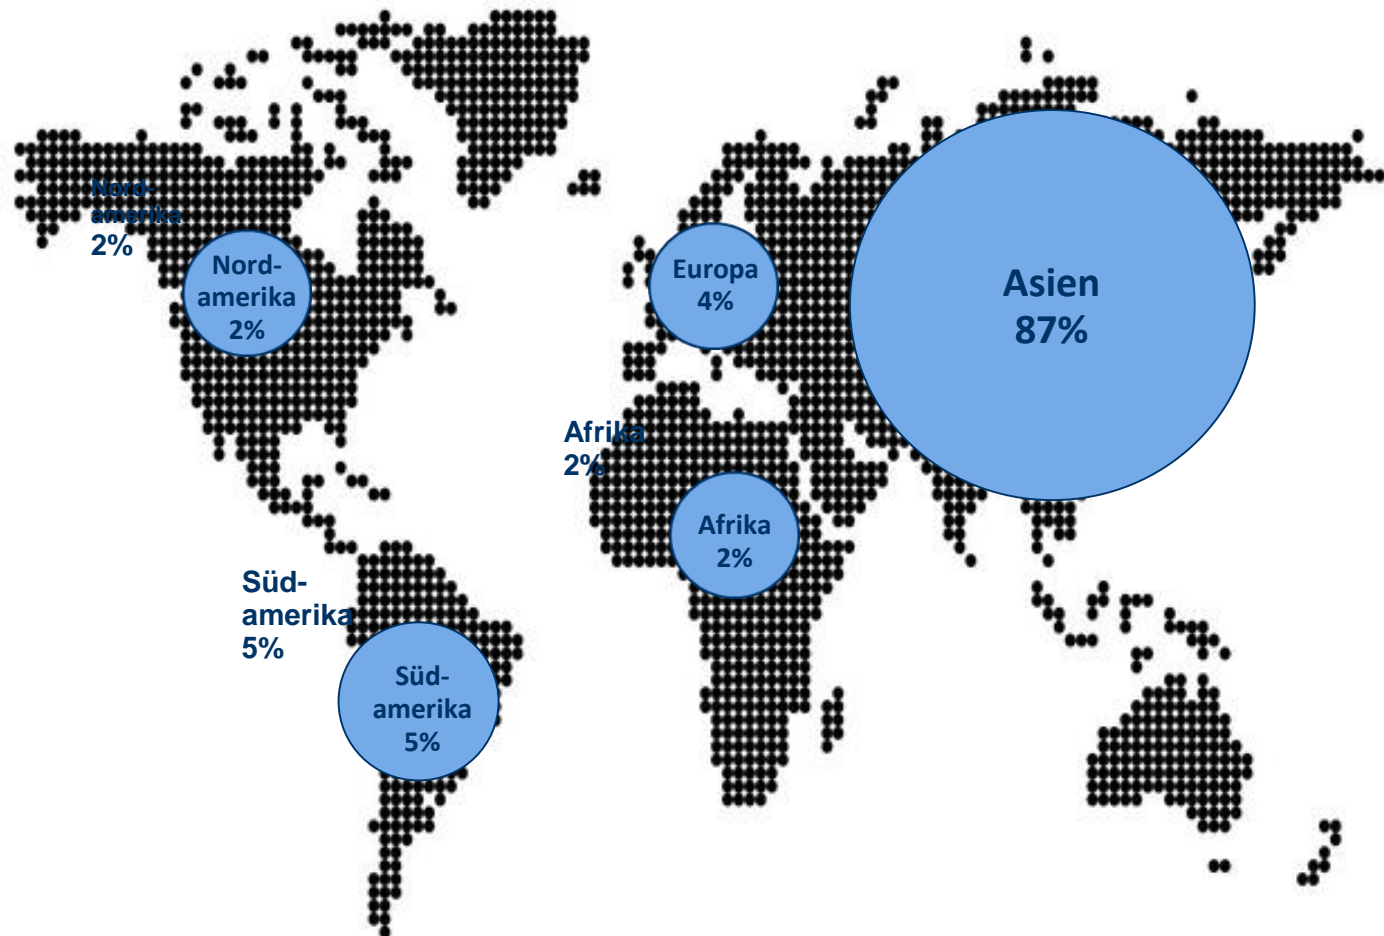 Nord-
amerika
2%
Nord-
amerika
2%
Europa
4%
Asien
87%
Afrika
2%
Afrika
2%
Süd-
amerika
5%
Süd-
amerika
5%